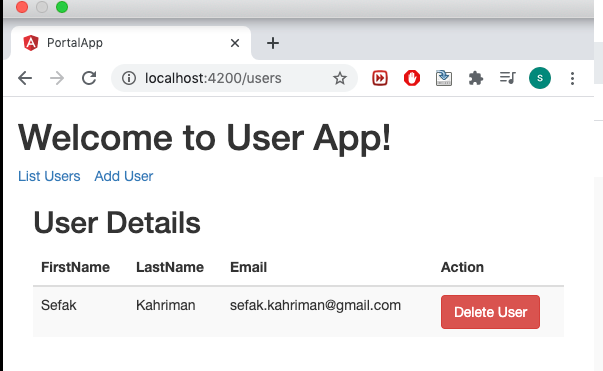 PortalApp
localhost:4200/users
S
Welcome to User App!
List Users Add User
User Details
FirstName LastName Email Action
Sefak Kahriman sefak.kahriman@gmail.com Delete User